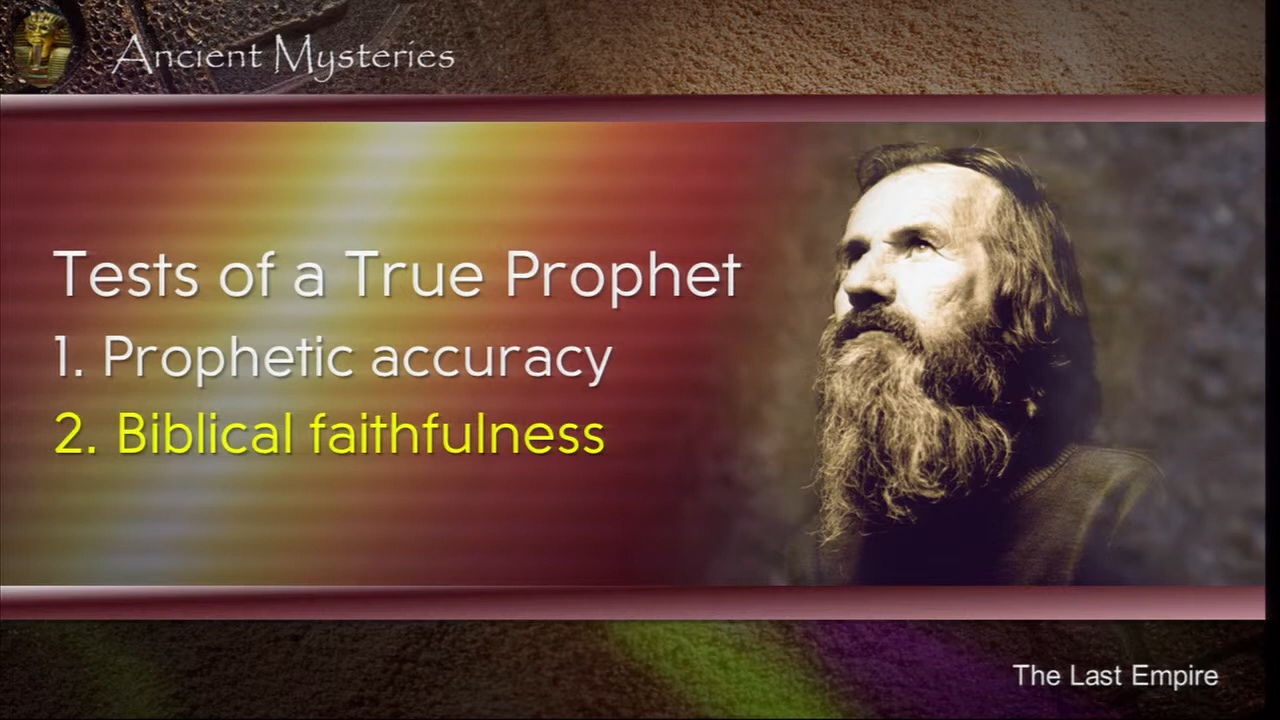 Ancient Mysteries
Tests of a True Prophet
1. Prophetic accuracy
2. Biblical faithfulness
The Last Empire